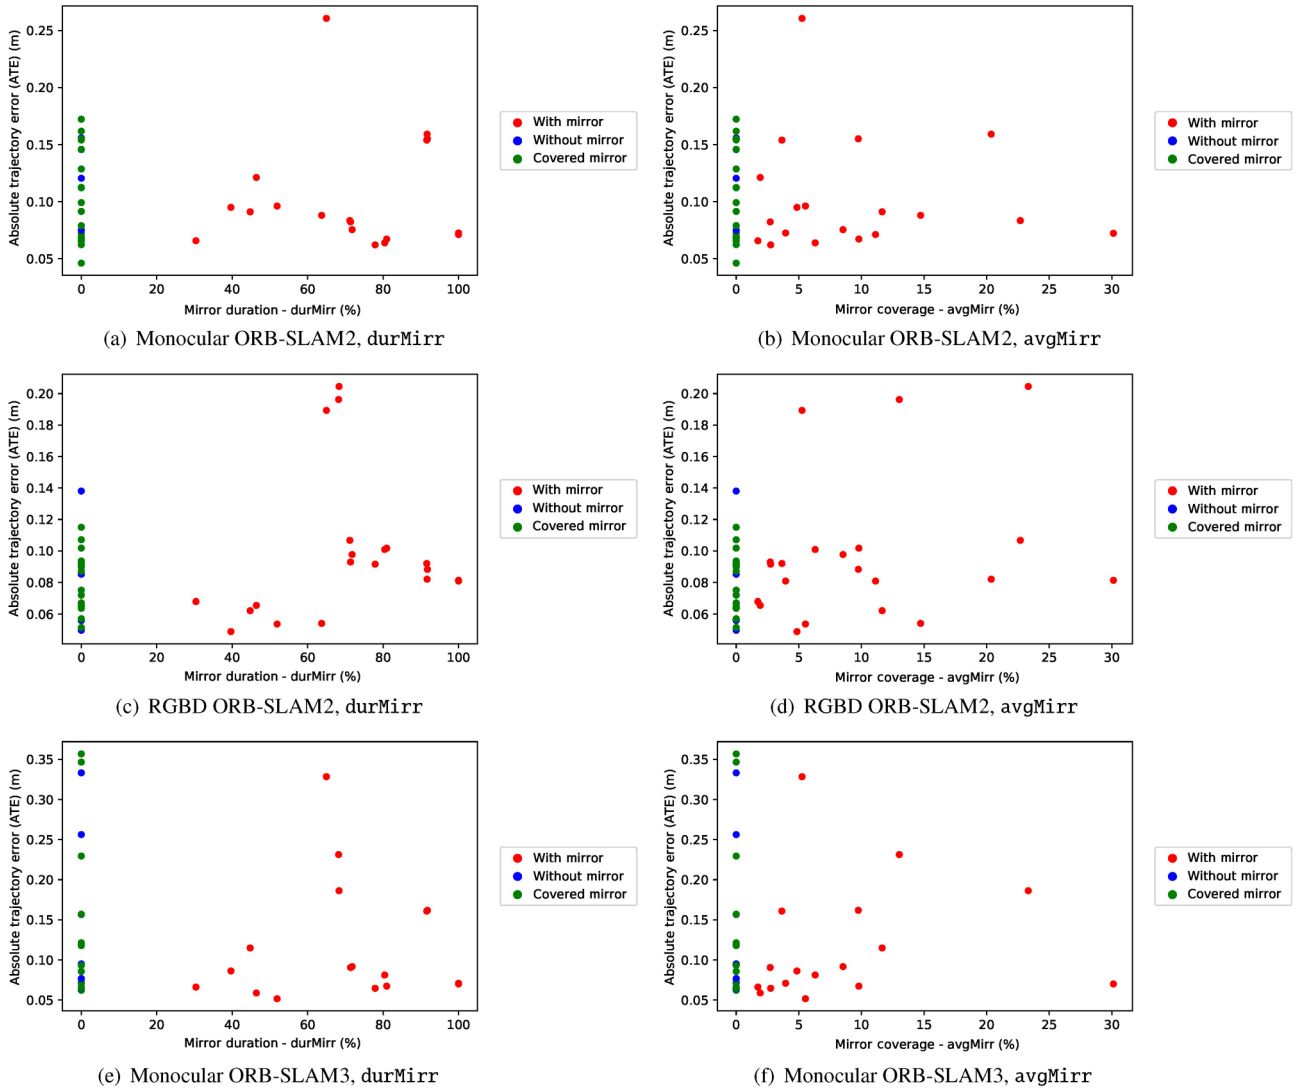 Absolute trajectory error (ATE) (m)
0.25
0.20
0.15
0.10
0.05
0 20 40 60 80 100
Mirror duration - durMirr (%)
With mirror
Without mirror
Covered mirror
(a) Monocular ORB-SLAM2, durMirr
Absolute trajectory error (ATE) (m)
0.25
0.20
0.15
0.10
0.05
0 5 10 15 20 25 30
Mirror coverage - avgMirr (%)
With mirror
Without mirror
Covered mirror
(b) Monocular ORB-SLAM2, avgMirr
Absolute trajectory error (ATE) (m)
0.20
0.18
0.16
0.14
0.12
0.10
0.08
0.06
0 20 40 60 80 100
Mirror duration - durMirr (%)
With mirror
Without mirror
Covered mirror
(c) RGBD ORB-SLAM2, durMirr
Absolute trajectory error (ATE) (m)
0.20
0.18
0.16
0.14
0.12
0.10
0.08
0.06
0 5 10 15 20 25 30
Mirror coverage - avgMirr (%)
With mirror
Without mirror
Covered mirror
(d) RGBD ORB-SLAM2, avgMirr
Absolute trajectory error (ATE) (m)
0.35
0.30
0.25
0.20
0.15
0.10
0.05
0 20 40 60 80 100
Mirror duration - durMirr (%)
With mirror
Without mirror
Covered mirror
(e) Monocular ORB-SLAM3, durMirr
Absolute trajectory error (ATE) (m)
0.35
0.30
0.25
0.20
0.15
0.10
0.05
0 5 10 15 20 25 30
Mirror coverage - avgMirr (%)
With mirror
Without mirror
Covered mirror
(f) Monocular ORB-SLAM3, avgMirr